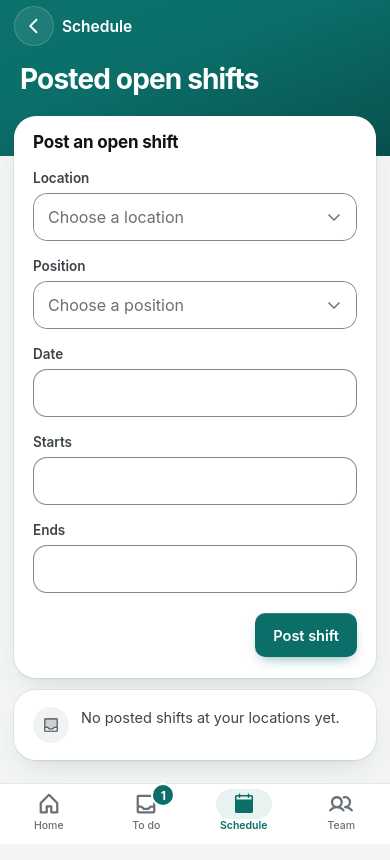 Schedule
Posted open shifts
Post an open shift
Location
Choose a location
Position
Choose a position
Date
Starts
Ends
Post shift
No posted shifts at your locations yet.
1
Home
To do
Schedule
Team